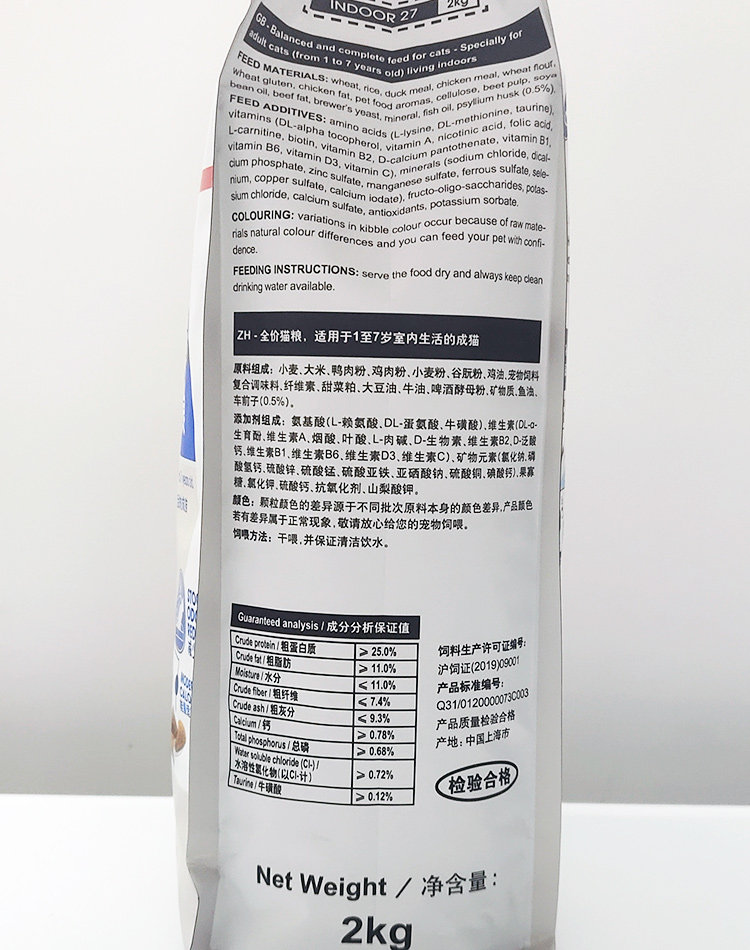 INDOOR 27
2kg
GB - Balanced and complete feed for cats - Specially for
adult cats (from 1 to 7 years old) living indoors
FEED MATERIALS: wheat, rice, duck meal, chicken meal, wheat flour,
wheat gluten, chicken fat, pet food aromas, cellulose, beet pulp, soya
bean oil, beef fat, brewer's yeast, mineral, fish oil, psyllium husk (0.5%),
FEED ADDITIVES: amino acids (L-lysine, DL-methionine, taurine),
vitamins (DL-alpha tocopherol, vitamin A, nicotinic acid, folic acid,
L-carnitine, biotin, vitamin B2, D-calcium pantothenate, vitamin B1,
vitamin B6, vitamin D3, vitamin C), minerals (sodium chloride, dical-
cium phosphate, zinc sulfate, manganese sulfate, ferrous sulfate, sele-
nium, copper sulfate, calcium iodate), fructo-oligo-saccharides, potas-
sium chloride, calcium sulfate, antioxidants, potassium sorbate.
COLOURING: variations in kibble colour occur because of raw mate-
rials natural colour differences and you can feed your pet with confi-
dence.
FEEDING INSTRUCTIONS: serve the food dry and always keep clean
drinking water available.
ZH - 全价猫粮，适用于1至7岁室内生活的成猫
原料组成：小麦、大米、鸭肉粉、鸡肉粉、小麦粉、谷朊粉、鸡油、宠物饲料
复合调味料、纤维素、甜菜粕、大豆油、牛油、啤酒酵母粉、矿物质、鱼油、
车前子(0.5%)。
添加剂组成：氨基酸(L-赖氨酸、DL-蛋氨酸、牛磺酸)、维生素(DL-α-
生育酚、维生素A、烟酸、叶酸、L-肉碱、D-生物素、维生素B2、D-泛酸
钙、维生素B1、维生素B6、维生素D3、维生素C)、矿物元素(氯化钠、磷
酸氢钙、硫酸锌、硫酸锰、硫酸亚铁、亚硒酸钠、硫酸铜、碘酸钙)、果寡
糖、氯化钾、硫酸钙、抗氧化剂、山梨酸钾。
颜色：颗粒颜色的差异源于不同批次原料本身的颜色差异，产品颜色
若有差异属于正常现象，敬请放心给您的宠物饲喂。
饲喂方法：干喂，并保证清洁饮水。
Guaranteed analysis / 成分分析保证值
Crude protein / 粗蛋白质 ⩾ 25.0%
Crude fat / 粗脂肪 ⩾ 11.0%
Moisture / 水分 ⩽ 11.0%
Crude fiber / 粗纤维 ⩽ 7.4%
Crude ash / 粗灰分 ⩽ 9.3%
Calcium / 钙 ⩾ 0.78%
Total phosphorus / 总磷 ⩾ 0.68%
Water soluble chloride (Cl-) /
水溶性氯化物(以Cl-计) ⩾ 0.72%
Taurine / 牛磺酸 ⩾ 0.12%
饲料生产许可证编号：
沪饲证(2019)09001
产品标准编号：
Q31/0120000073C003
产品质量检验合格
产地：中国上海市
检验合格
Net Weight / 净含量：
2kg